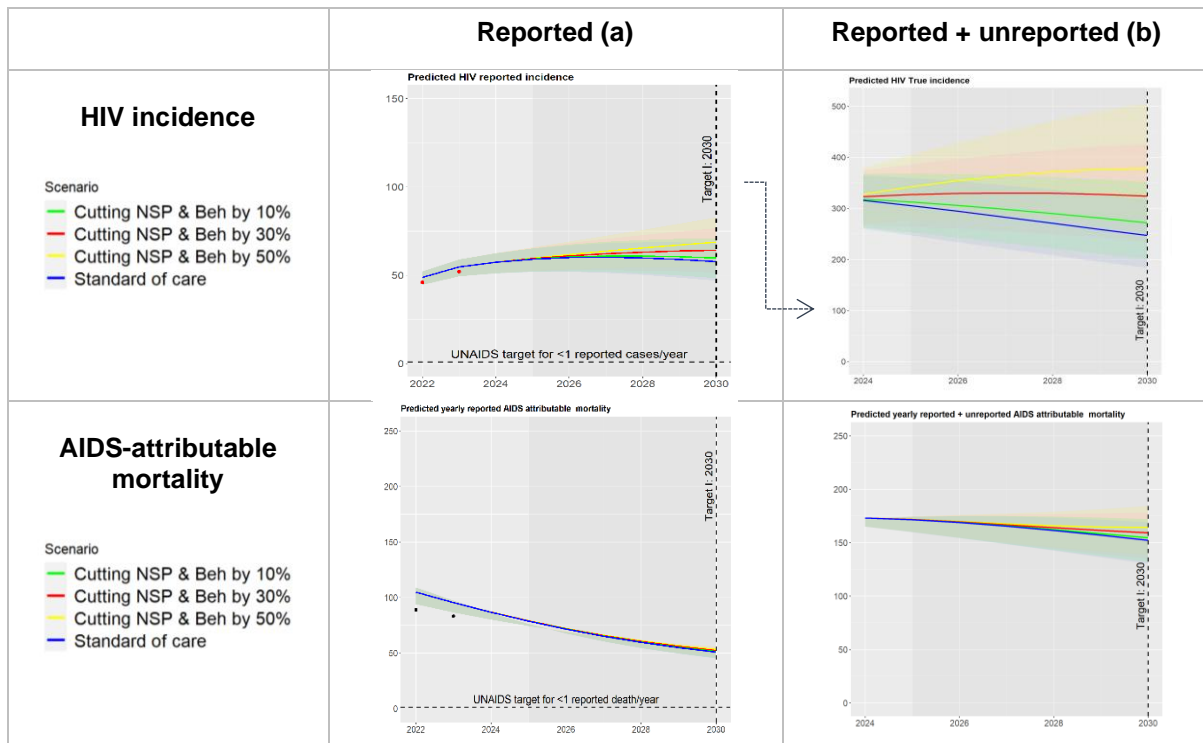 Reported (a)
Reported + unreported (b)
HIV incidence
Scenario
Cutting NSP & Beh by 10%
Cutting NSP & Beh by 30%
Cutting NSP & Beh by 50%
Standard of care
Predicted HIV reported incidence
150
100
50
0
Target I: 2030
UNAIDS target for <1 reported cases/year
2022
2024
2026
2028
2030
Predicted HIV True incidence
500
400
300
200
100
0
Target I: 2030
2024
2026
2028
2030
AIDS-attributable
mortality
Scenario
Cutting NSP & Beh by 10%
Cutting NSP & Beh by 30%
Cutting NSP & Beh by 50%
Standard of care
Predicted yearly reported AIDS attributable mortality
250
200
150
100
50
0
Target I: 2030
UNAIDS target for <1 reported death/year
2022
2024
2026
2028
2030
Predicted yearly reported + unreported AIDS attributable mortality
250
200
150
100
50
0
Target I: 2030
2024
2026
2028
2030